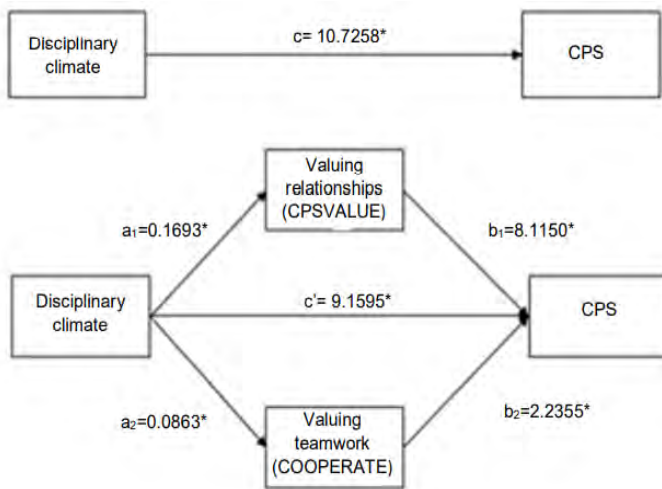 Disciplinary
climate
c= 10.7258*
CPS
Valuing
relationships
(CPSVALUE)
a₁=0.1693*
b₁=8.1150*
Disciplinary
climate
c'= 9.1595*
CPS
a₂=0.0863*
b₂=2.2355*
Valuing
teamwork
(COOPERATE)